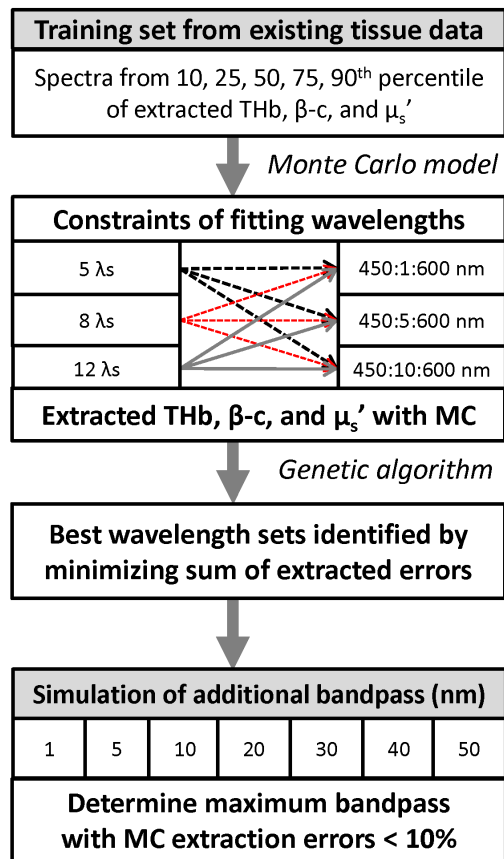 Training set from existing tissue data
Spectra from 10, 25, 50, 75, 90th percentile
of extracted THb, β-c, and μs’
Monte Carlo model
Constraints of fitting wavelengths
5 λs
450:1:600 nm
8 λs
450:5:600 nm
12 λs
450:10:600 nm
Extracted THb, β-c, and μs’ with MC
Genetic algorithm
Best wavelength sets identified by
minimizing sum of extracted errors
Simulation of additional bandpass (nm)
1 5 10 20 30 40 50
Determine maximum bandpass
with MC extraction errors < 10%